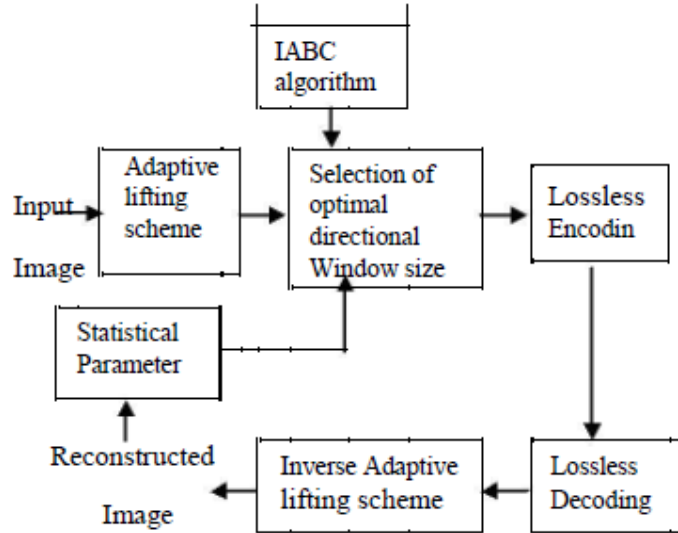 IABC
algorithm
Adaptive
lifting
scheme
Input
Image
Selection of
optimal
directional
Window size
Lossless
Encodin
Statistical
Parameter
Reconstructed
Image
Inverse Adaptive
lifting scheme
Lossless
Decoding